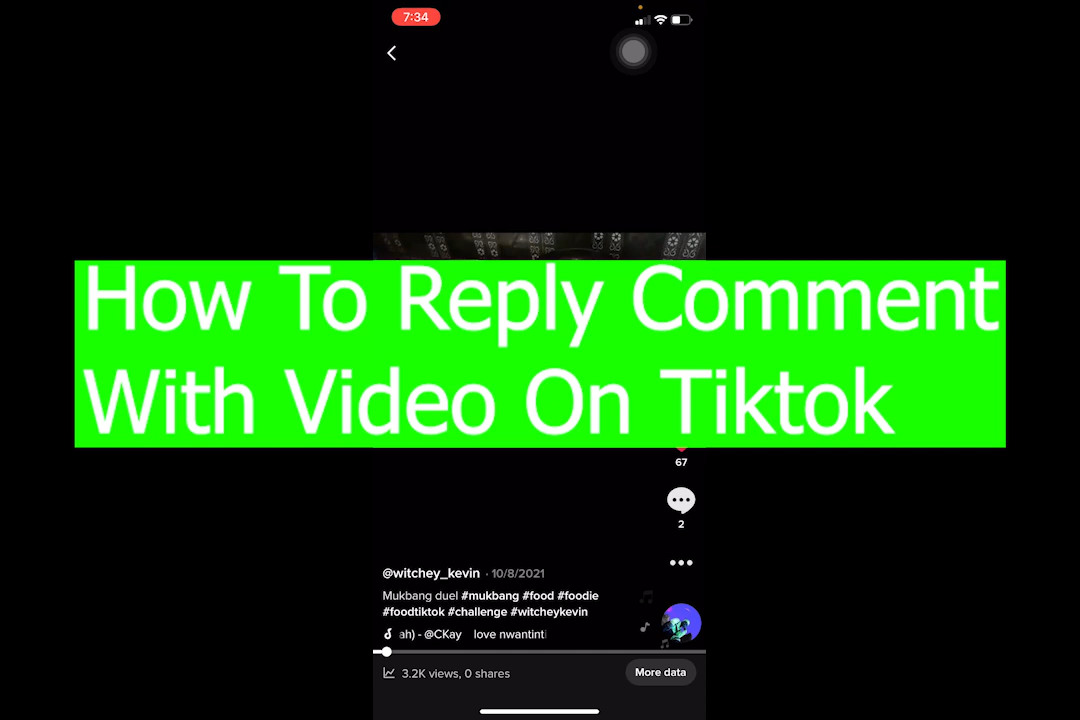 7:34
How To Reply Comment
With Video On Tiktok
67
2
@witchey_kevin · 10/8/2021
Mukbang duel #mukbang #food #foodie
#foodtiktok #challenge #witcheykevin
ah) - @CKay love nwantinti
3.2K views, 0 shares
More data